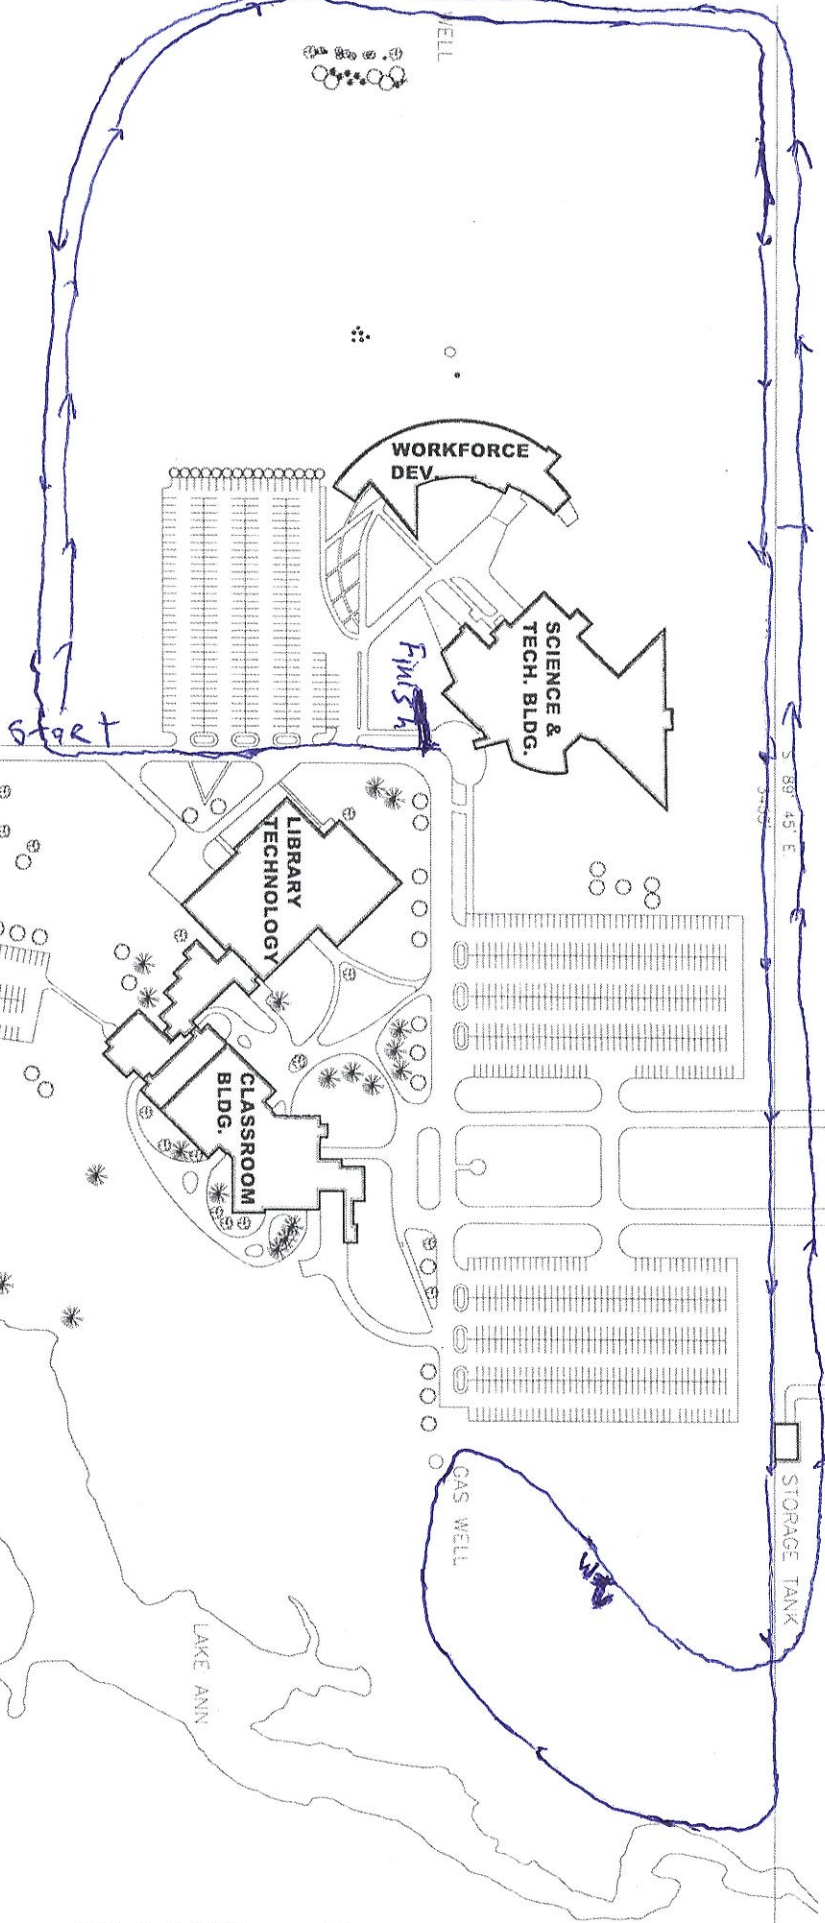 WELL
WORKFORCE
DEV.
SCIENCE &
TECH. BLDG.
Finish
Start
S 89° 45' E.
LIBRARY
TECHNOLOGY
CLASSROOM
BLDG.
GAS WELL
STORAGE TANK
LAKE ANN